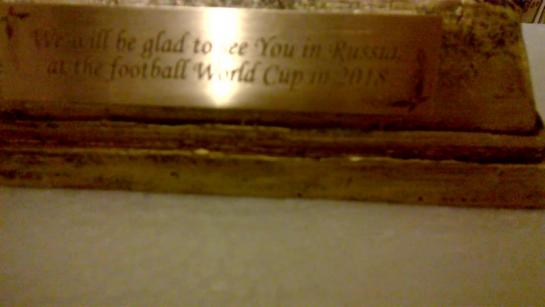 We will be glad to see You in Russia,
at the football World Cup in 2018